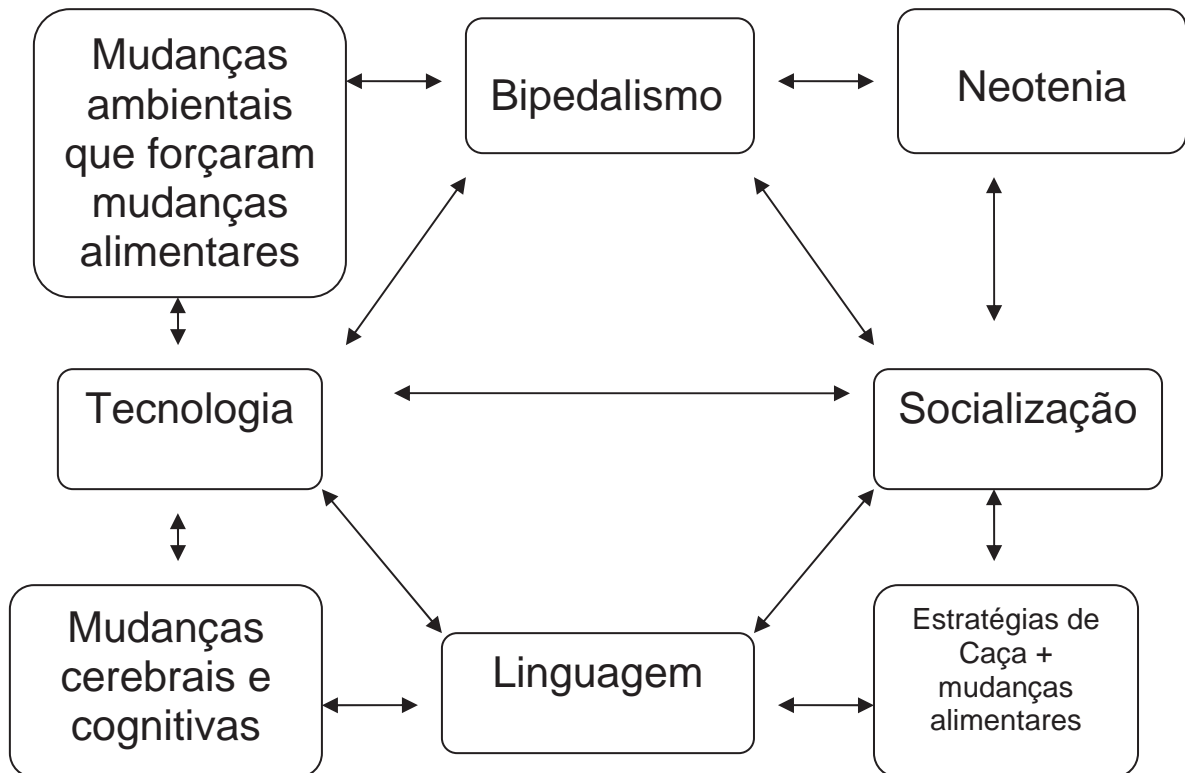 Mudanças
ambientais
que forçaram
mudanças
alimentares
Bipedalismo
Neotenia
Tecnologia
Socialização
Mudanças
cerebrais e
cognitivas
Linguagem
Estratégias de
Caça +
mudanças
alimentares